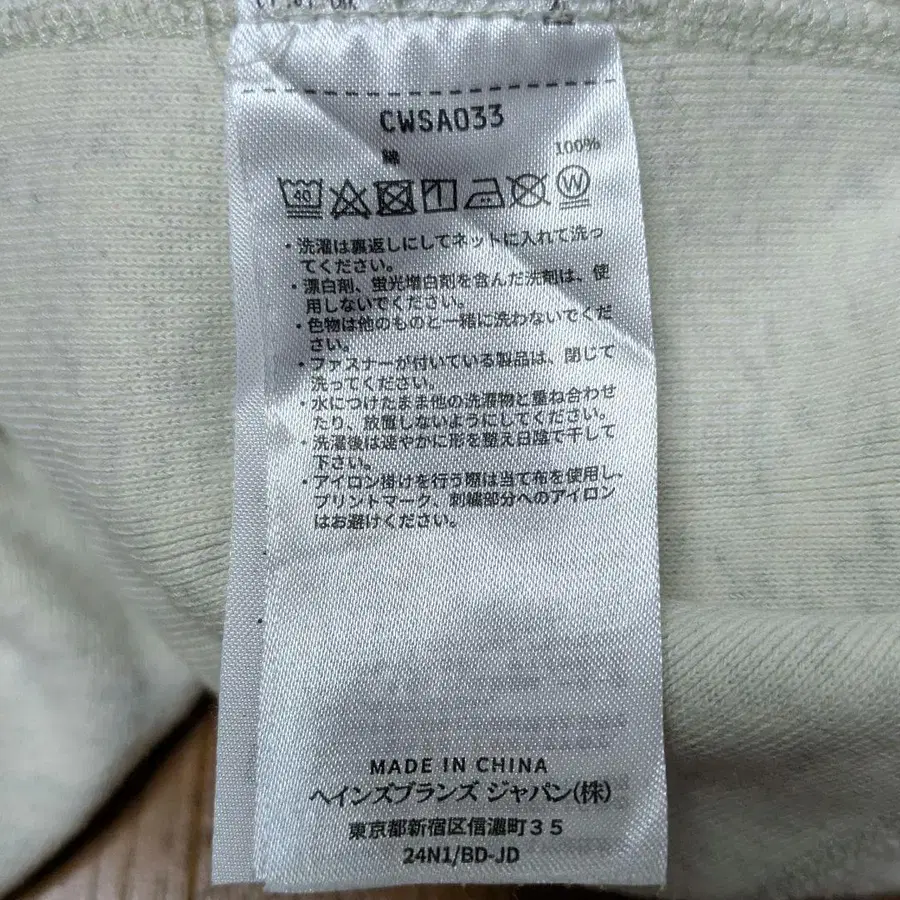 CWSA033
綿 100%
40
W
・洗濯は裏返しにしてネットに入れて洗っ
てください。
・漂白剤、蛍光増白剤を含んだ洗剤は、使
用しないでください。
・色物は他のものと一緒に洗わないでくだ
さい。
・ファスナーが付いている製品は、閉じて
洗ってください。
・水につけたまま他の洗濯物と重ね合わせ
たり、放置しないようにしてください。
・洗濯後は速やかに形を整え日陰で干して
下さい。
・アイロン掛けを行う際は当て布を使用し、
プリントマーク、刺繍部分へのアイロン
はお避けください。
MADE IN CHINA
ヘインズブランズ ジャパン(株)
東京都新宿区信濃町35
24N1/BD-JD